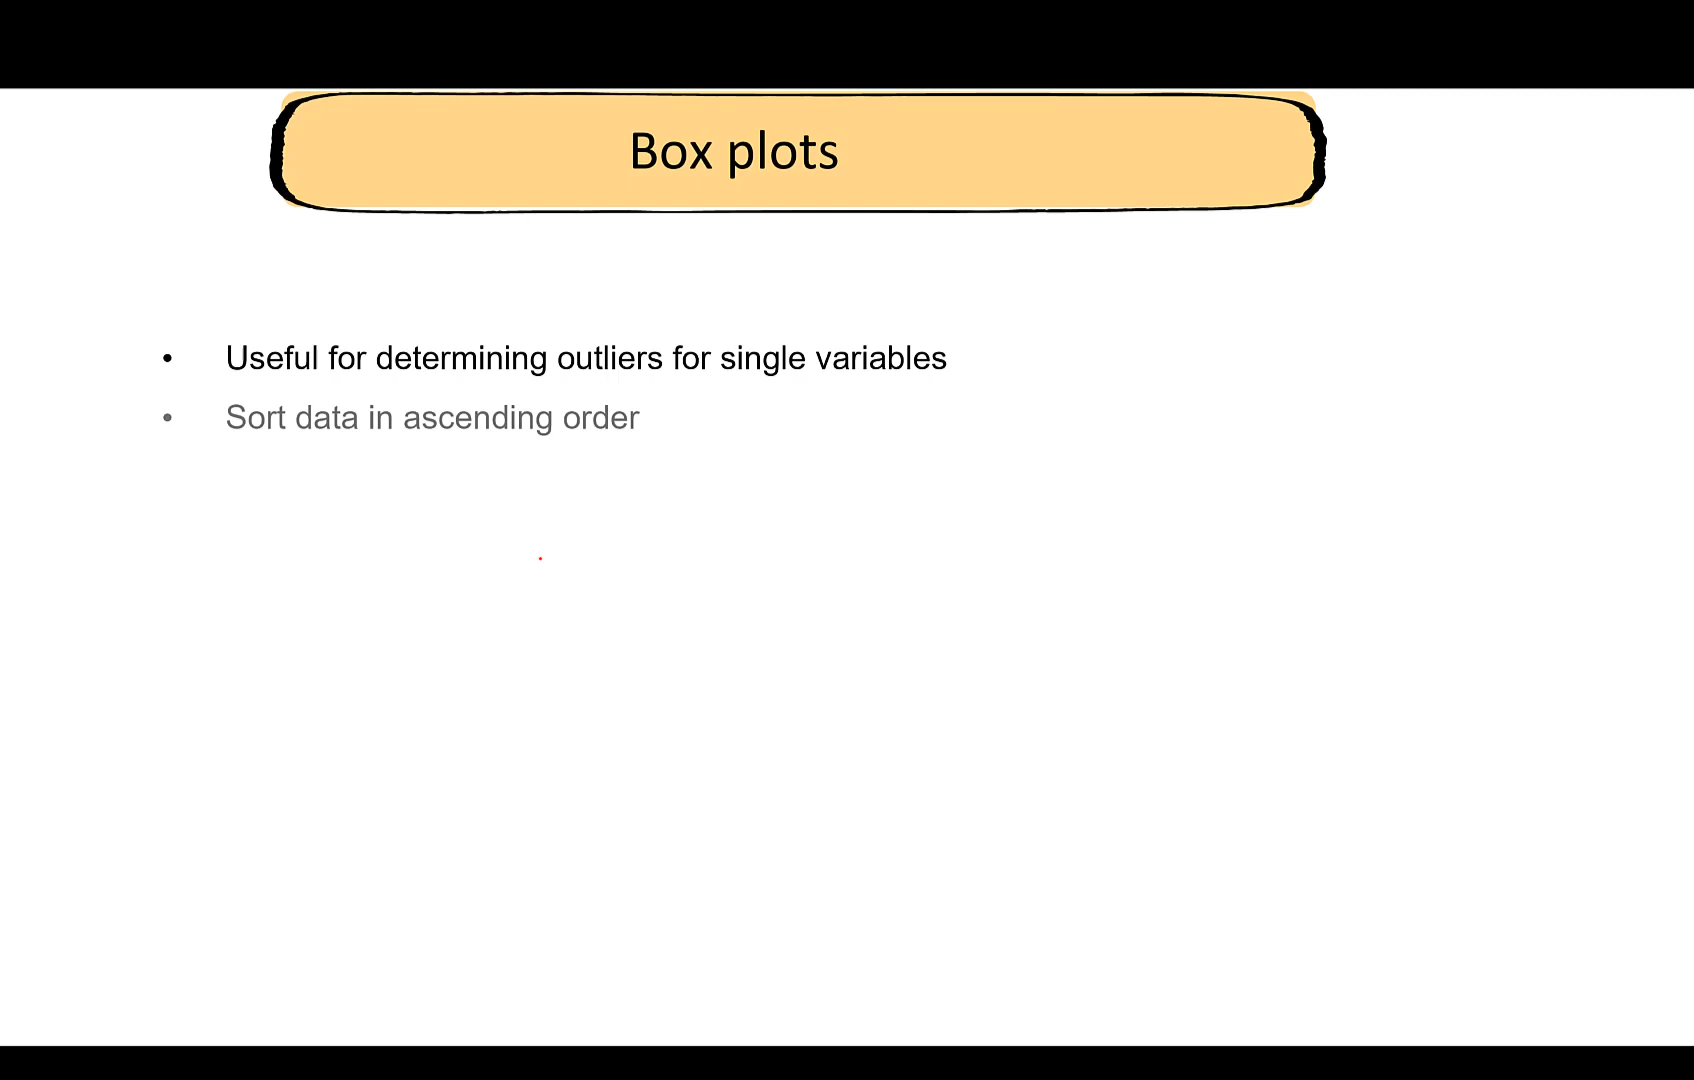 Box plots
• Useful for determining outliers for single variables
• Sort data in ascending order